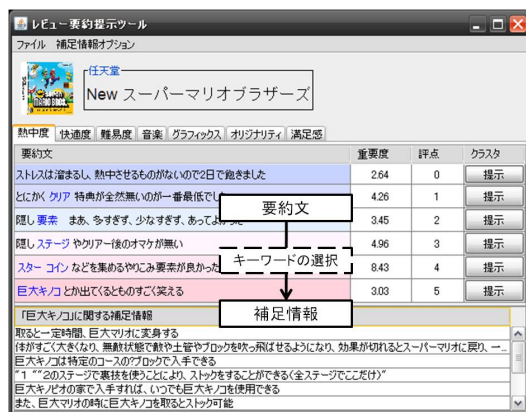 レビュー要約提示ツール
ファイル 補足情報オプション
任天堂
New スーパーマリオブラザーズ
熱中度 快適度 難易度 音楽 グラフィックス オリジナリティ 満足感
要約文 重要度 評点 クラスタ
ストレスは溜まるし、熱中させるものがないので2日で飽きました 2.64 0 提示
とにかく クリア 特典が全然無いのが一番最低でし 4.26 1 提示
隠し 要素 まあ、多すぎず、少なすぎず、あって 3.45 2 提示
隠し ステージ やクリアー後のオマケが無い 4.96 3 提示
スター コイン などを集めるやりこみ要素が良かった 8.43 4 提示
巨大キノコ とか出てくるとものすごく笑える 3.03 5 提示
要約文
キーワードの選択
補足情報
「巨大キノコ」に関する補足情報
取ると一定時間、巨大マリオに変身する
体がすごく大きくなり、無敵状態で敵や土管やブロックを吹っ飛ばせるようになり、効果が切れるとスーパーマリオに戻り、一...
巨大キノコは特定のコースの?ブロックで入手できる
"1 ""2のステージで裏技を使うことにより、ストックをすることができる(全ステージでここだけ)"
巨大キノピオの家で入手すれば、いつでも巨大キノコを使用できる
また、巨大マリオの時に巨大キノコを取るとストック可能